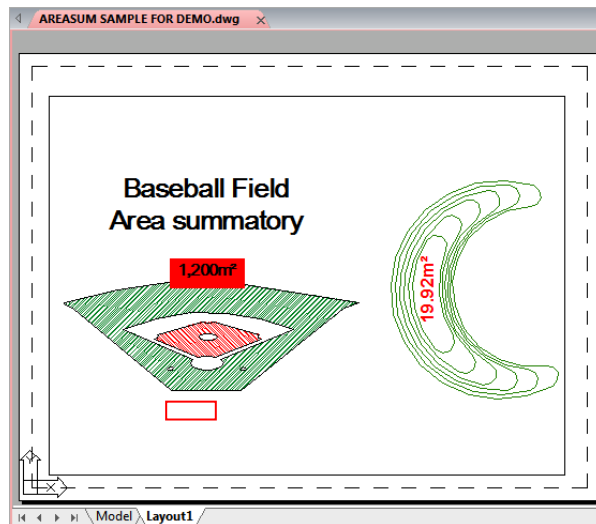 AREASUM SAMPLE FOR DEMO.dwg
Baseball Field
Area summatory
1,200m²
19.92m²
Y
X
Model
Layout1